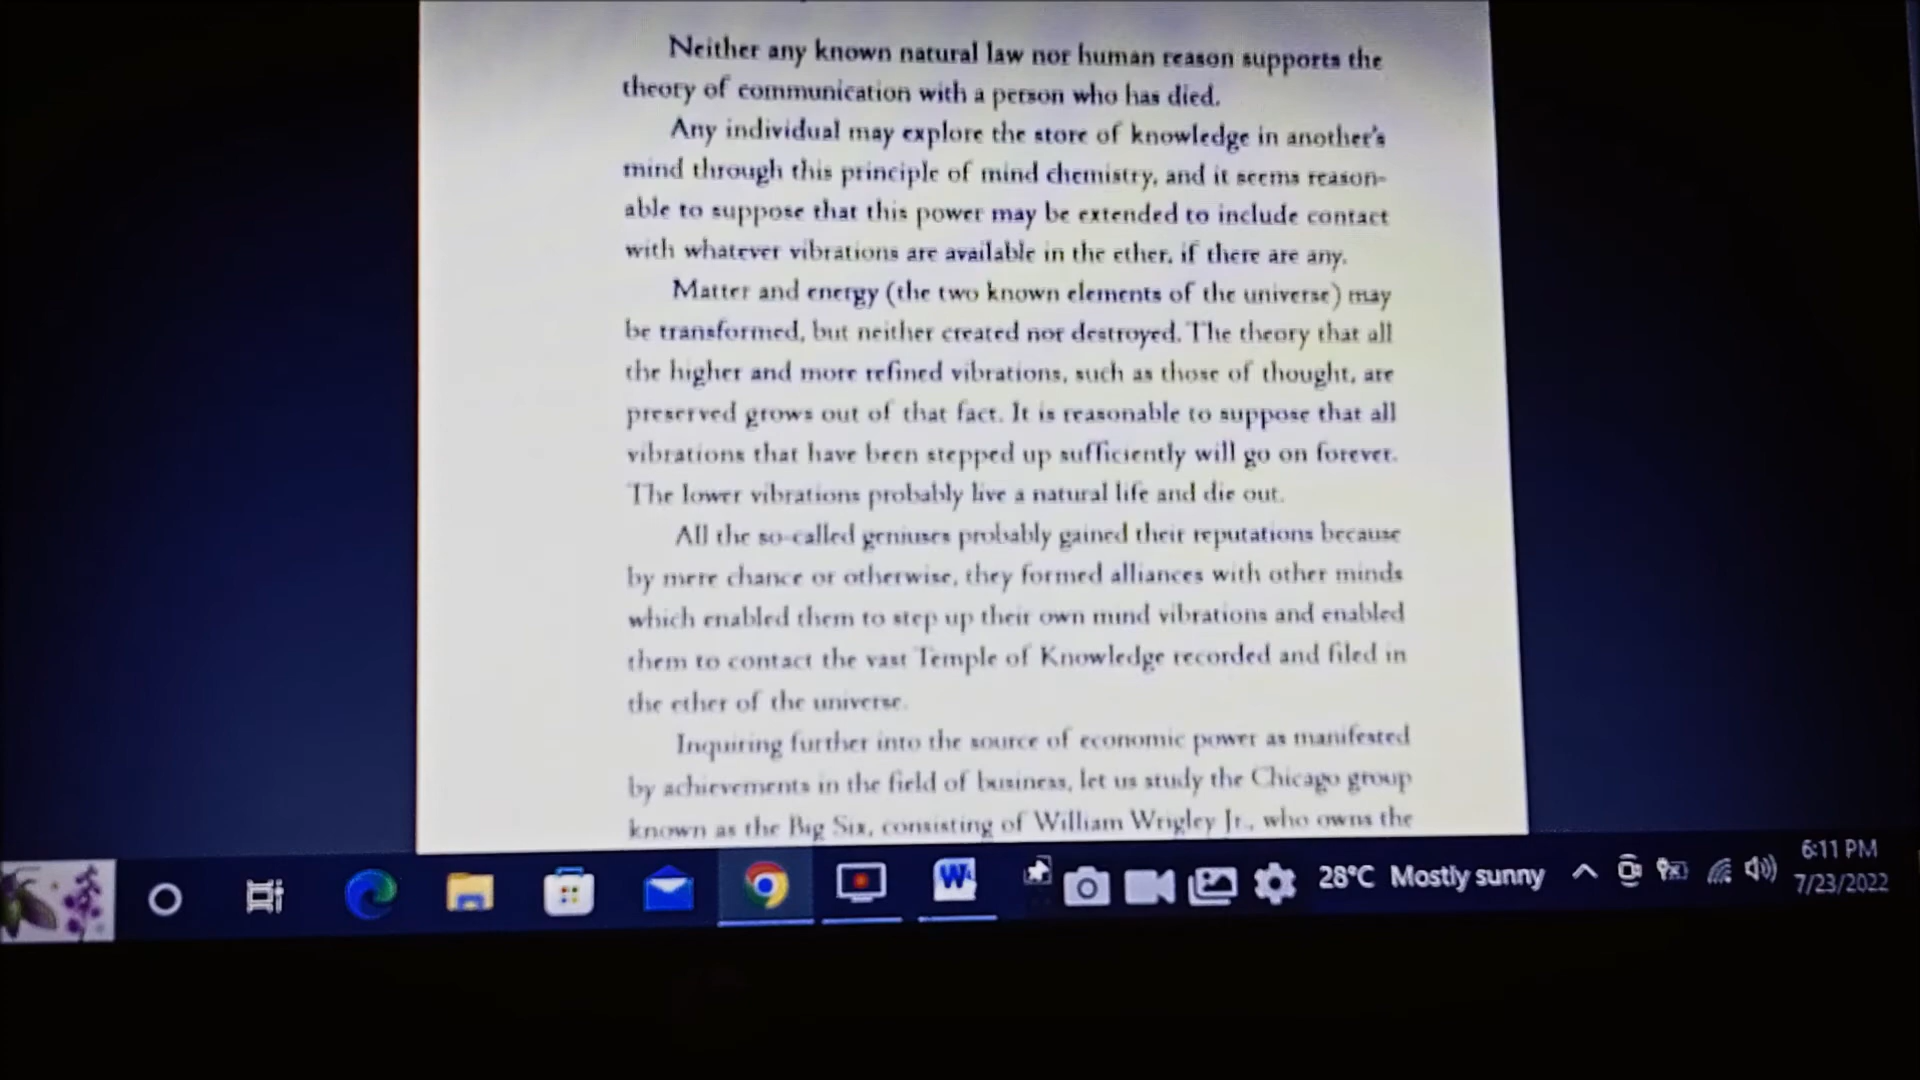 Neither any known natural law nor human reason supports the
theory of communication with a person who has died.
Any individual may explore the store of knowledge in another's
mind through this principle of mind chemistry, and it seems reason-
able to suppose that this power may be extended to include contact
with whatever vibrations are available in the ether, if there are any.
Matter and energy (the two known elements of the universe) may
be transformed, but neither created nor destroyed. The theory that all
the higher and more refined vibrations, such as those of thought, are
preserved grows out of that fact. It is reasonable to suppose that all
vibrations that have been stepped up sufficiently will go on forever.
The lower vibrations probably live a natural life and die out.
All the so-called geniuses probably gained their reputations because
by mere chance or otherwise, they formed alliances with other minds
which enabled them to step up their own mind vibrations and enabled
them to contact the vast Temple of Knowledge recorded and filed in
the ether of the universe.
Inquiring further into the source of economic power as manifested
by achievements in the field of business, let us study the Chicago group
known as the Big Six, consisting of William Wrigley Jr., who owns the
W
28°C Mostly sunny
6:11 PM
7/23/2022